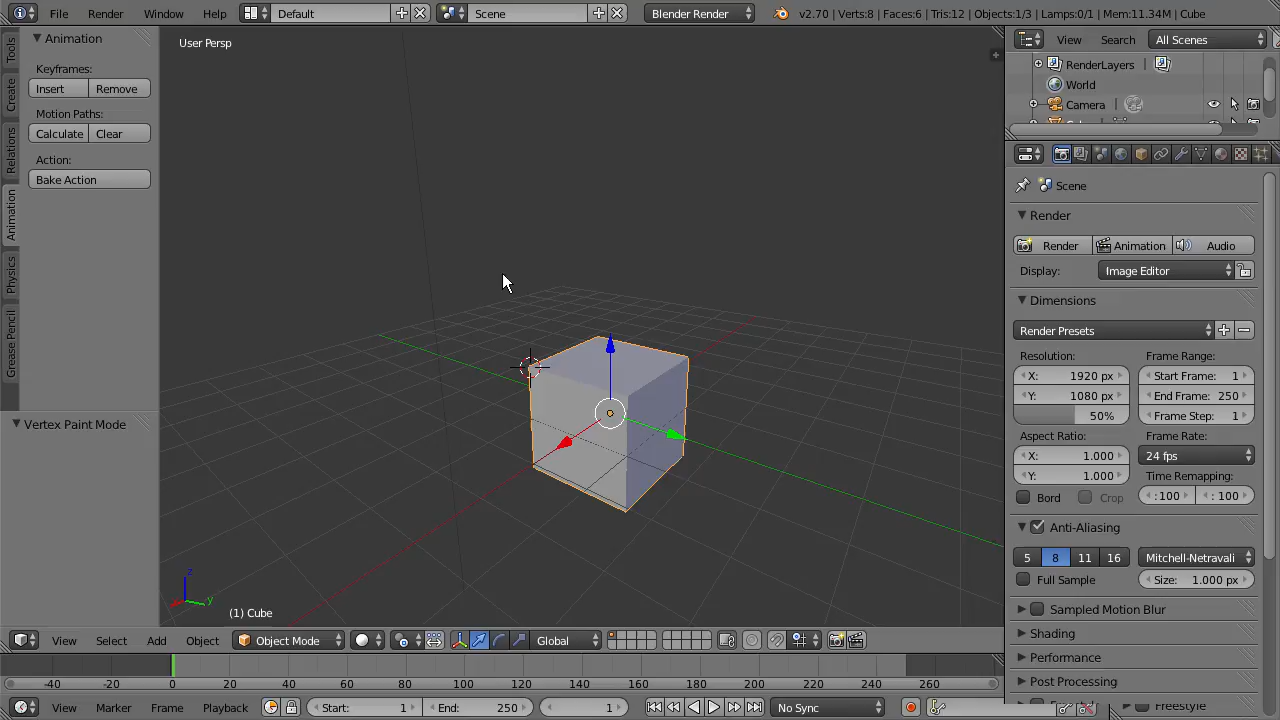 File Render Window Help Default Scene Blender Render v2.70 | Verts:8 | Faces:6 | Tris:12 | Objects:1/3 | Lamps:0/1 | Mem:11.34M | Cube
Tools
Create
Relations
Animation
Physics
Grease Pencil
Animation
Keyframes:
Insert Remove
Motion Paths:
Calculate Clear
Action:
Bake Action
Vertex Paint Mode
User Persp
z
x y
(1) Cube
View Select Add Object Object Mode Global
-40 -20 0 20 40 60 80 100 120 140 160 180 200 220 240 260
View Marker Frame Playback Start: 1 End: 250 1 No Sync
View Search All Scenes
RenderLayers
World
Camera
Scene
Render
Render Animation Audio
Display: Image Editor
Dimensions
Render Presets
Resolution: Frame Range:
X: 1920 px Start Frame: 1
Y: 1080 px End Frame: 250
50% Frame Step: 1
Aspect Ratio: Frame Rate:
X: 1.000 24 fps
Y: 1.000 Time Remapping:
Bord Crop :100 : 100
Anti-Aliasing
5 8 11 16 Mitchell-Netravali
Full Sample Size: 1.000 px
Sampled Motion Blur
Shading
Performance
Post Processing
Freestyle